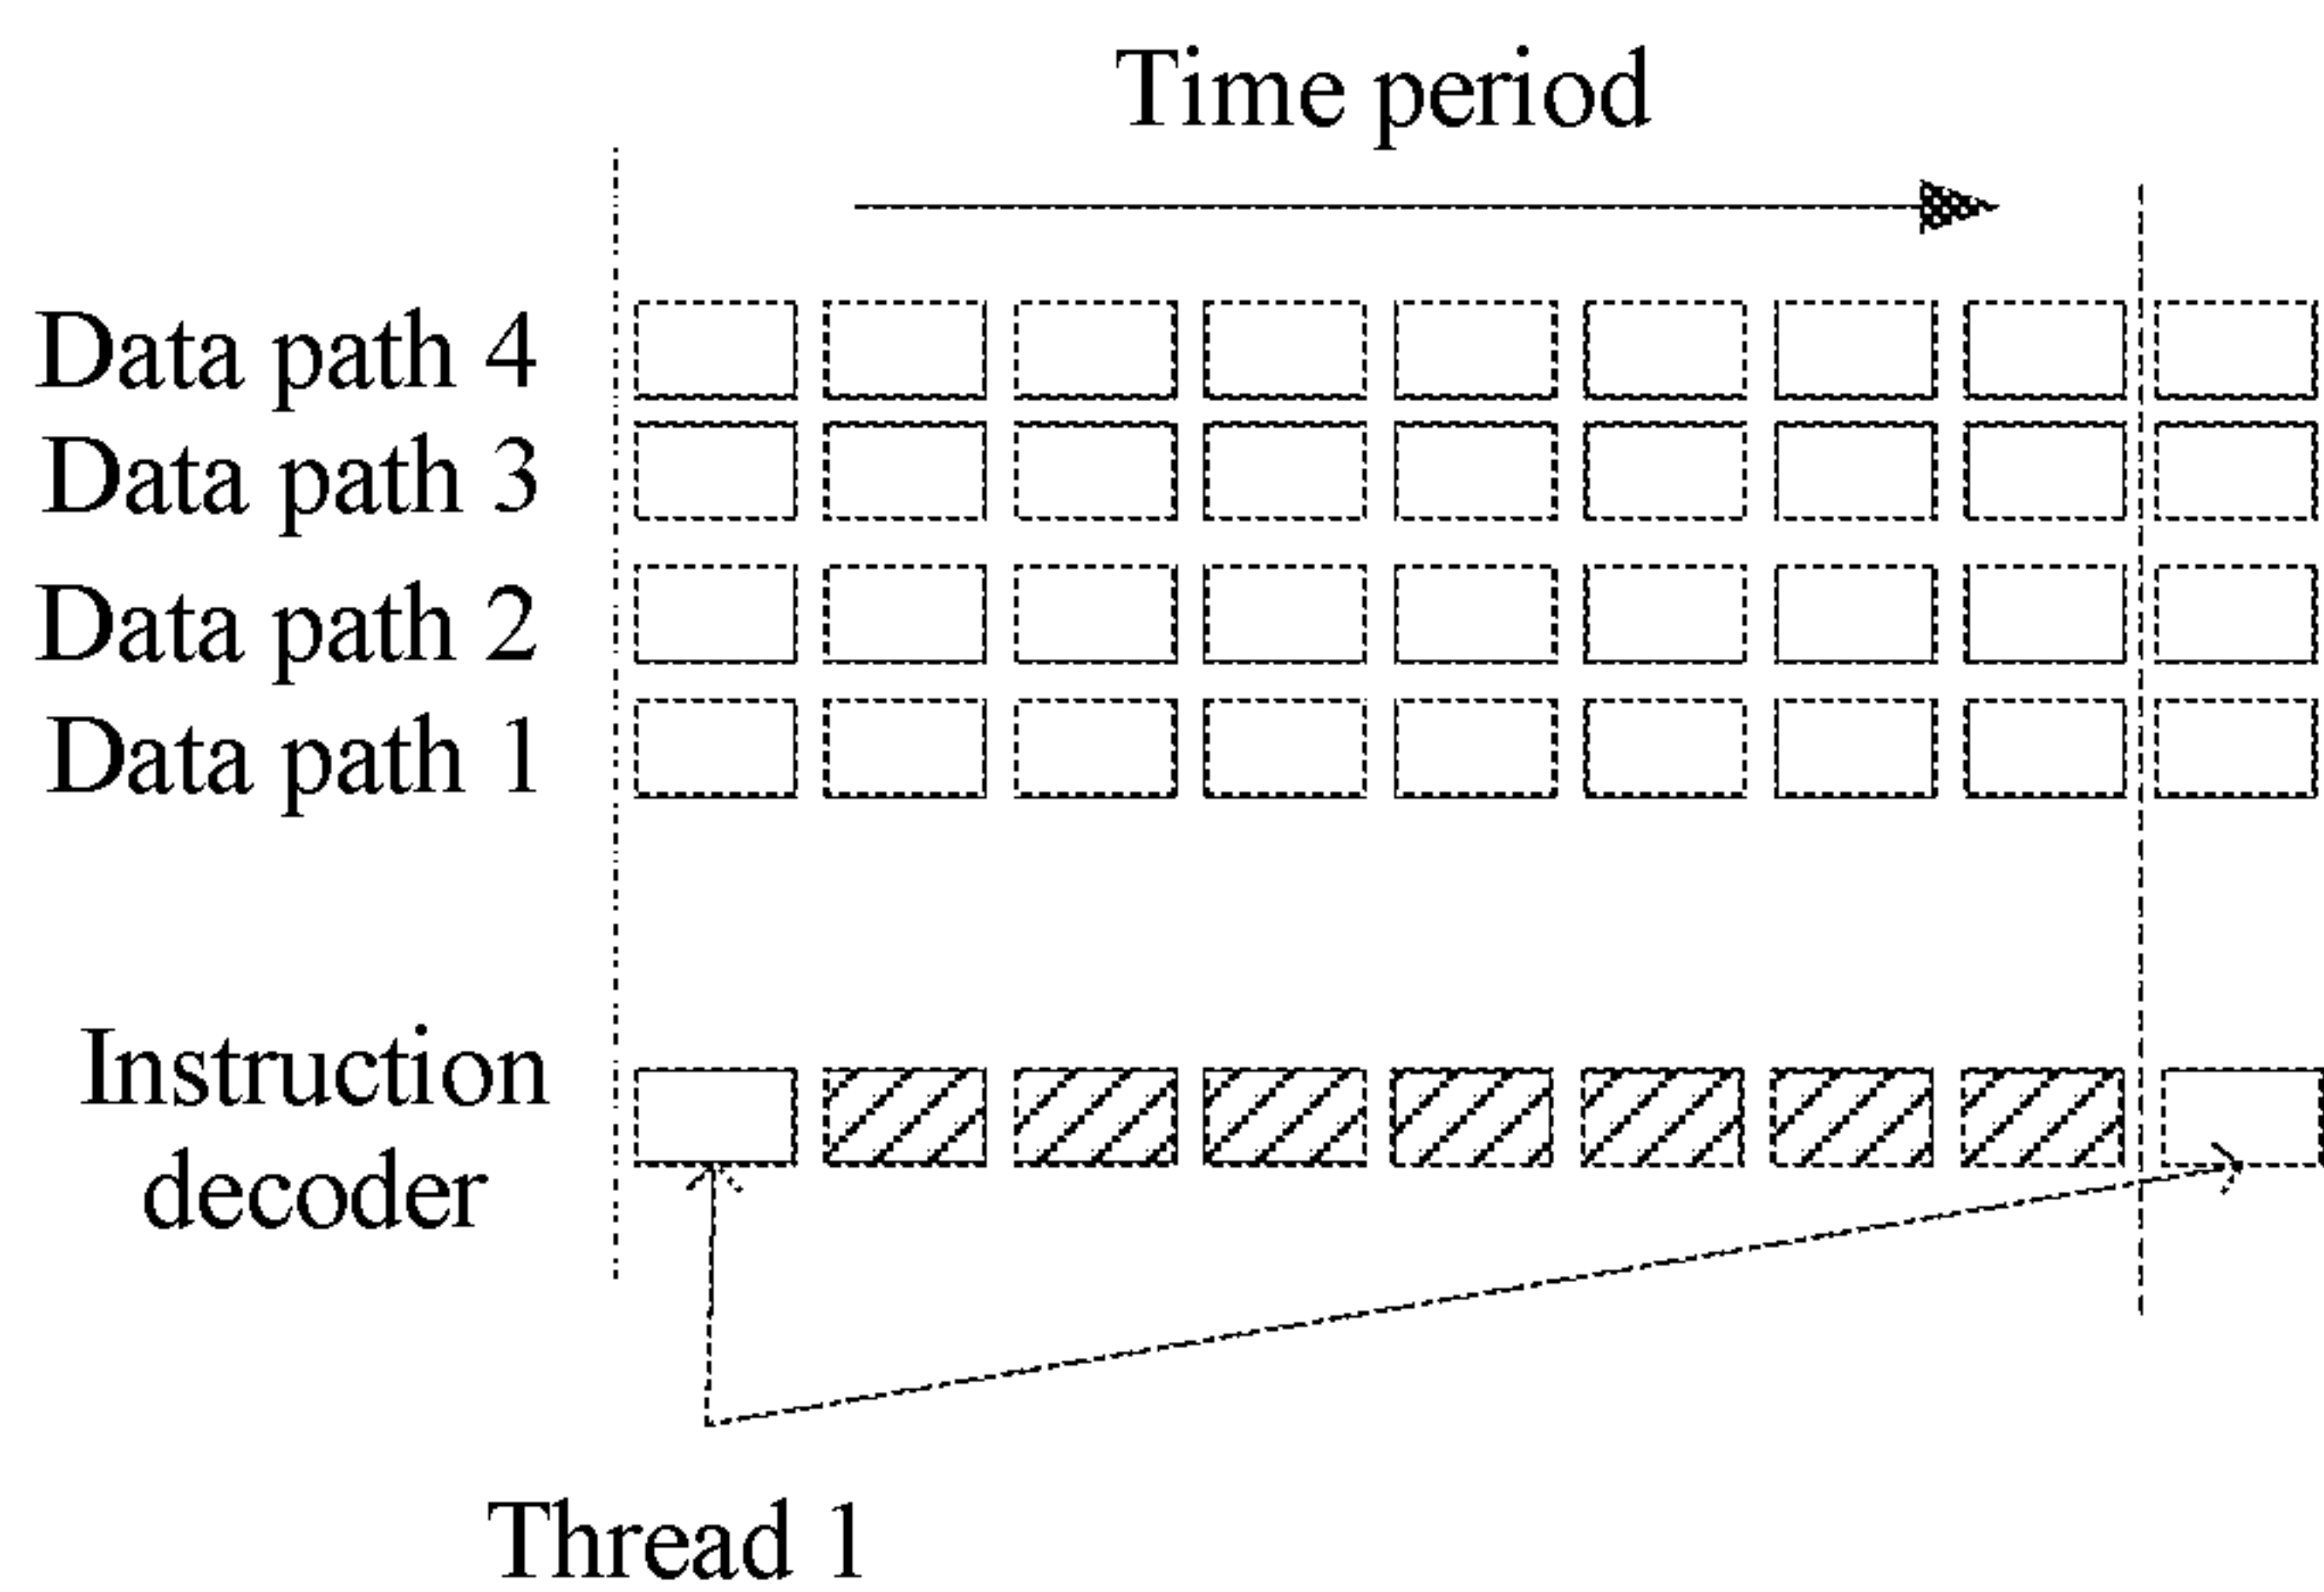 Time period
Data path 4
Data path 3
Data path 2
Data path 1
Instruction
decoder
Thread 1